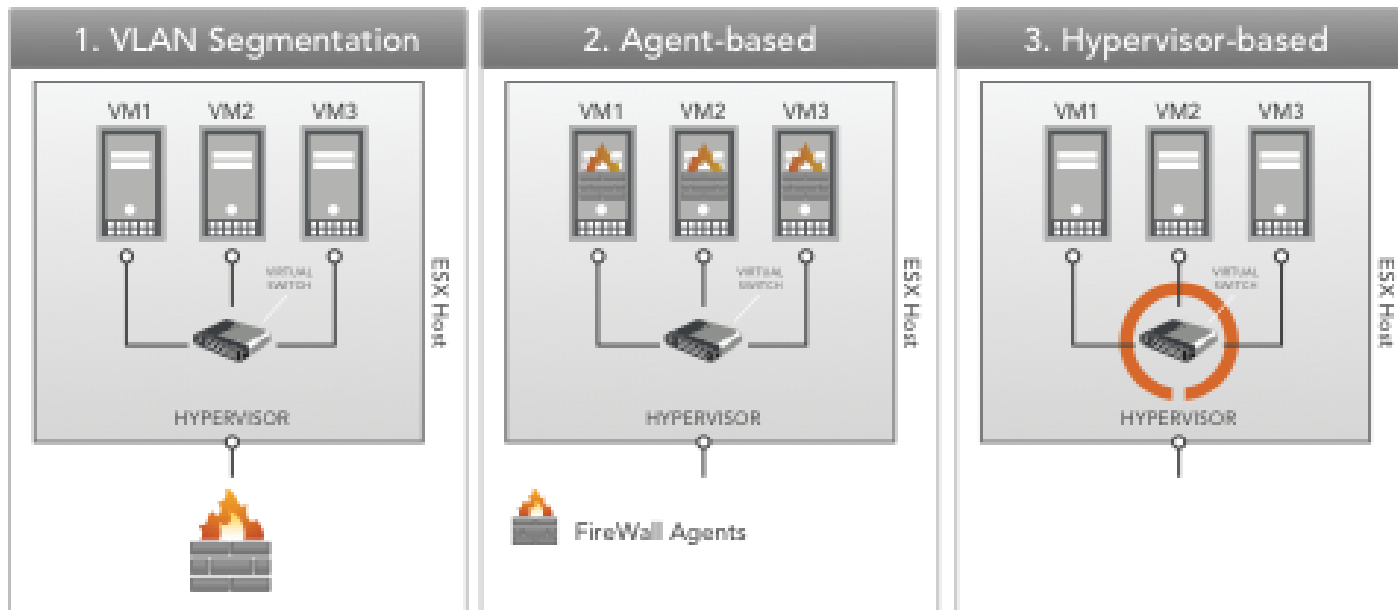 1. VLAN Segmentation
VM1 VM2 VM3
VIRTUAL
SWITCH
HYPERVISOR
ESX Host
2. Agent-based
VM1 VM2 VM3
VIRTUAL
SWITCH
HYPERVISOR
ESX Host
FireWall Agents
3. Hypervisor-based
VM1 VM2 VM3
VIRTUAL
SWITCH
HYPERVISOR
ESX Host